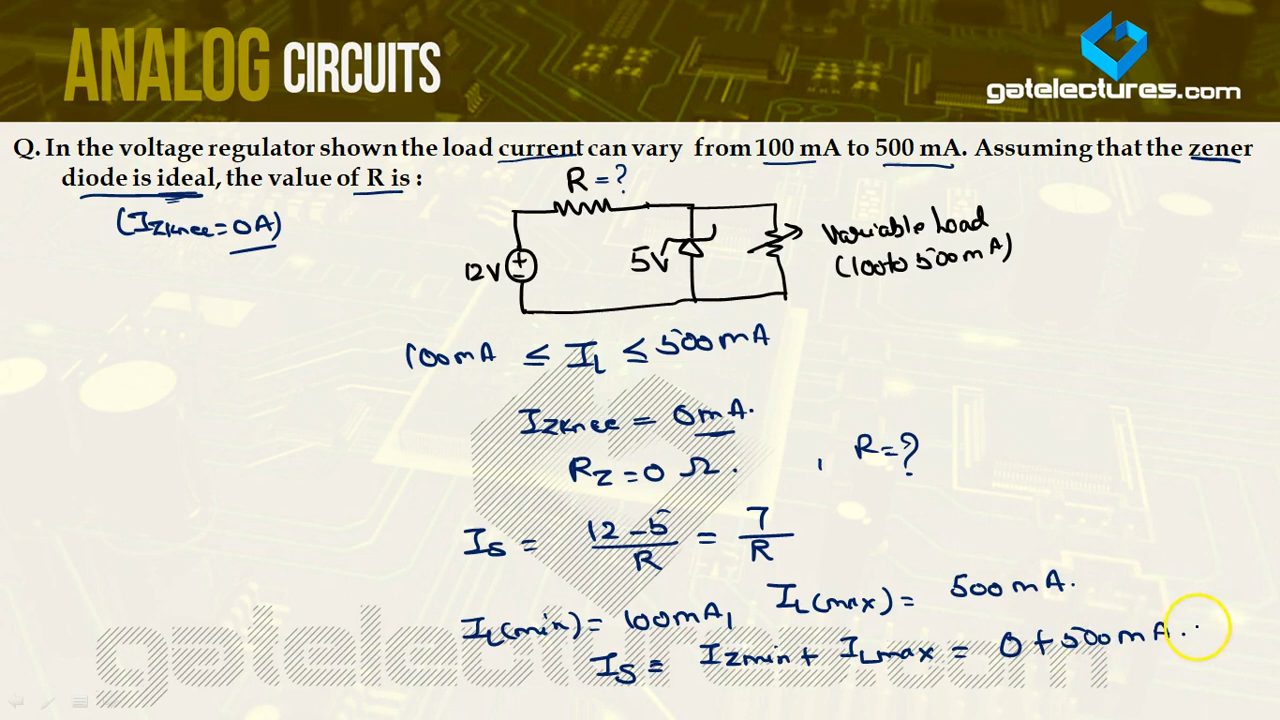 ANALOG CIRCUITS
gatelectures.com
Q. In the voltage regulator shown the load current can vary from 100 mA to 500 mA. Assuming that the zener
diode is ideal, the value of R is :
R = ?
(Izknee = 0A)
12V
5V
Variable Load
(100 to 500mA)
100mA ≤ IL ≤ 500mA
Izknee = 0mA.
Rz = 0 Ω. , R = ?
Is = 12 - 5 / R = 7 / R
IL(min) = 100mA, IL(max) = 500mA.
Is = Izmin + ILmax = 0 + 500mA.
gatelectures.com